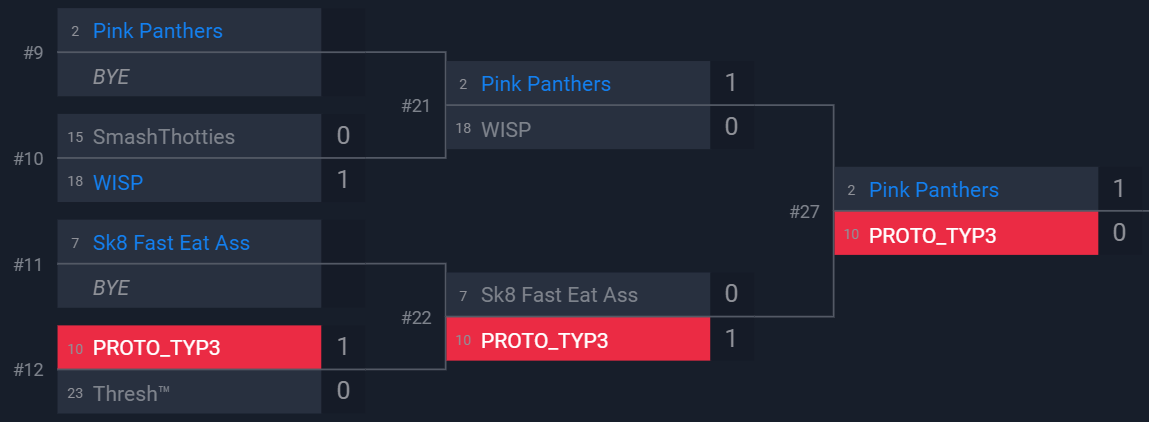 #9
2 Pink Panthers
BYE
#10
15 SmashThotties 0
18 WISP 1
#11
7 Sk8 Fast Eat Ass
BYE
#12
10 PROTO_TYP3 1
23 Thresh™ 0
#21
2 Pink Panthers 1
18 WISP 0
#22
7 Sk8 Fast Eat Ass 0
10 PROTO_TYP3 1
#27
2 Pink Panthers 1
10 PROTO_TYP3 0